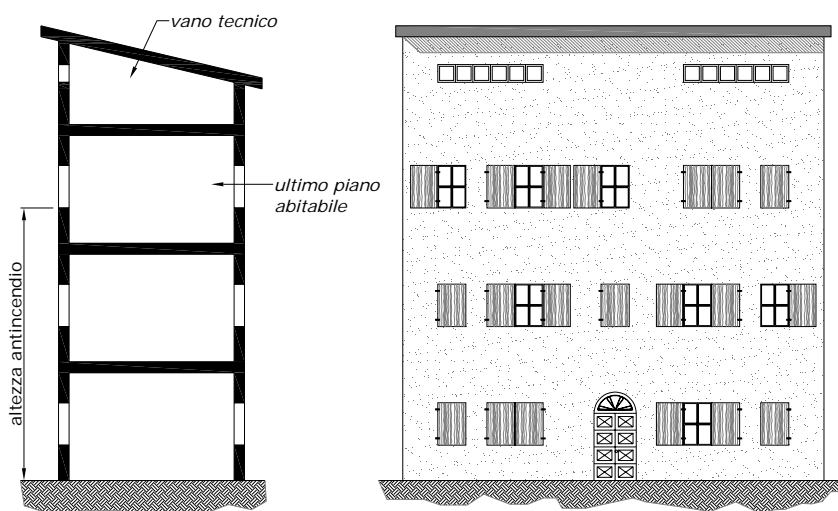 vano tecnico
ultimo piano
abitabile
altezza antincendio